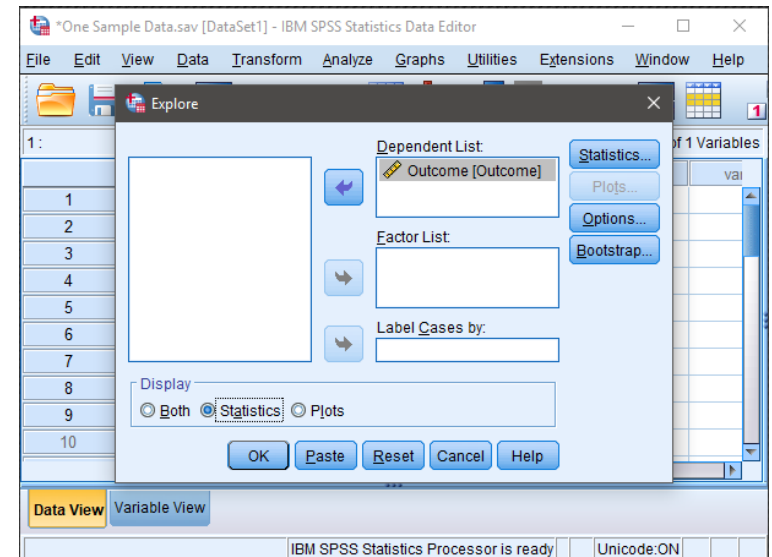 *One Sample Data.sav [DataSet1] - IBM SPSS Statistics Data Editor
File Edit View Data Transform Analyze Graphs Utilities Extensions Window Help
Explore
1
1 :
of 1 Variables
Dependent List:
Statistics...
Outcome [Outcome]
Plots...
Options...
Factor List:
Bootstrap...
Label Cases by:
1
2
3
4
5
6
7
8
9
10
Display
Both Statistics Plots
OK Paste Reset Cancel Help
Data View Variable View
IBM SPSS Statistics Processor is ready Unicode:ON